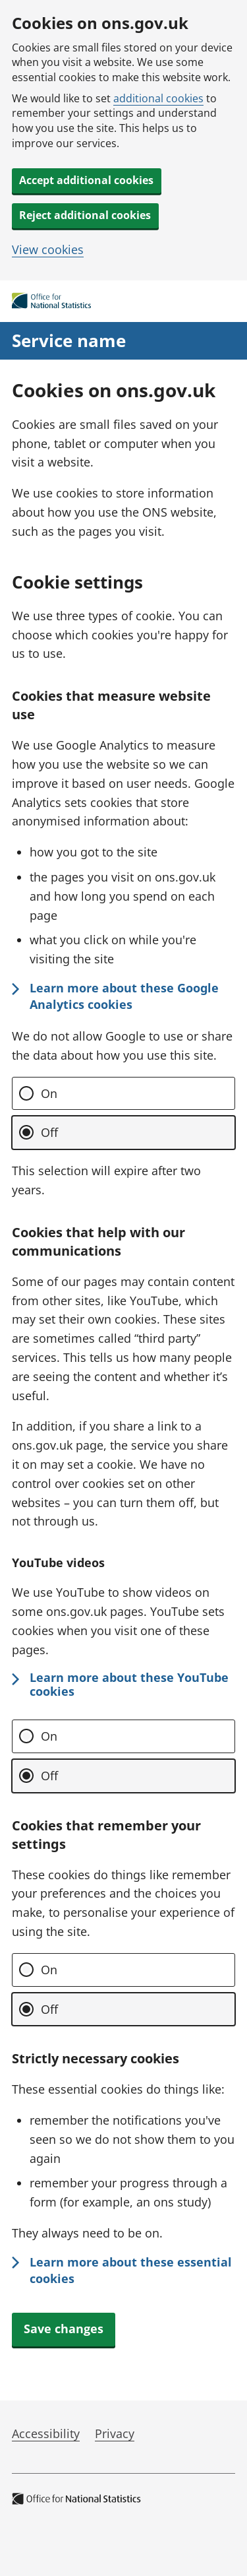 Cookies on ons.gov.uk
Cookies are small files stored on your device
when you visit a website. We use some
essential cookies to make this website work.
We would like to set additional cookies to
remember your settings and understand
how you use the site. This helps us to
improve our services.
Accept additional cookies
Reject additional cookies
View cookies
Office for
National Statistics
Service name
Cookies on ons.gov.uk
Cookies are small files saved on your
phone, tablet or computer when you
visit a website.
We use cookies to store information
about how you use the ONS website,
such as the pages you visit.
Cookie settings
We use three types of cookie. You can
choose which cookies you're happy for
us to use.
Cookies that measure website
use
We use Google Analytics to measure
how you use the website so we can
improve it based on user needs. Google
Analytics sets cookies that store
anonymised information about:
how you got to the site
the pages you visit on ons.gov.uk
and how long you spend on each
page
what you click on while you're
visiting the site
Learn more about these Google
Analytics cookies
We do not allow Google to use or share
the data about how you use this site.
On
Off
This selection will expire after two
years.
Cookies that help with our
communications
Some of our pages may contain content
from other sites, like YouTube, which
may set their own cookies. These sites
are sometimes called “third party”
services. This tells us how many people
are seeing the content and whether it’s
useful.
In addition, if you share a link to a
ons.gov.uk page, the service you share
it on may set a cookie. We have no
control over cookies set on other
websites – you can turn them off, but
not through us.
YouTube videos
We use YouTube to show videos on
some ons.gov.uk pages. YouTube sets
cookies when you visit one of these
pages.
Learn more about these YouTube
cookies
On
Off
Cookies that remember your
settings
These cookies do things like remember
your preferences and the choices you
make, to personalise your experience of
using the site.
On
Off
Strictly necessary cookies
These essential cookies do things like:
remember the notifications you've
seen so we do not show them to you
again
remember your progress through a
form (for example, an ons study)
They always need to be on.
Learn more about these essential
cookies
Save changes
Accessibility Privacy
Office for National Statistics